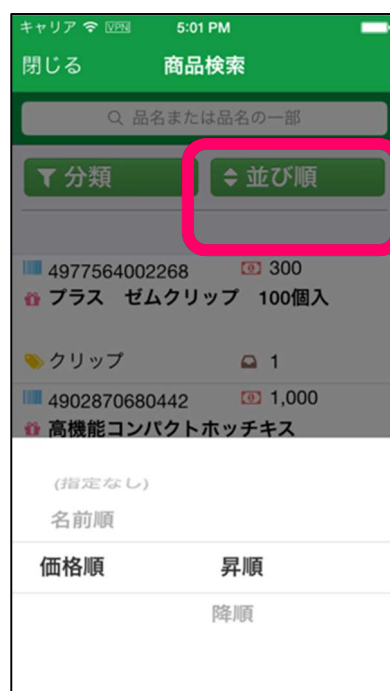 キャリア VPN 5:01 PM
閉じる 商品検索
品名または品名の一部
分類 並び順
4977564002268 300
プラス ゼムクリップ 100個入
クリップ 1
4902870680442 1,000
高機能コンパクトホッチキス
(指定なし)
名前順
価格順 昇順
降順